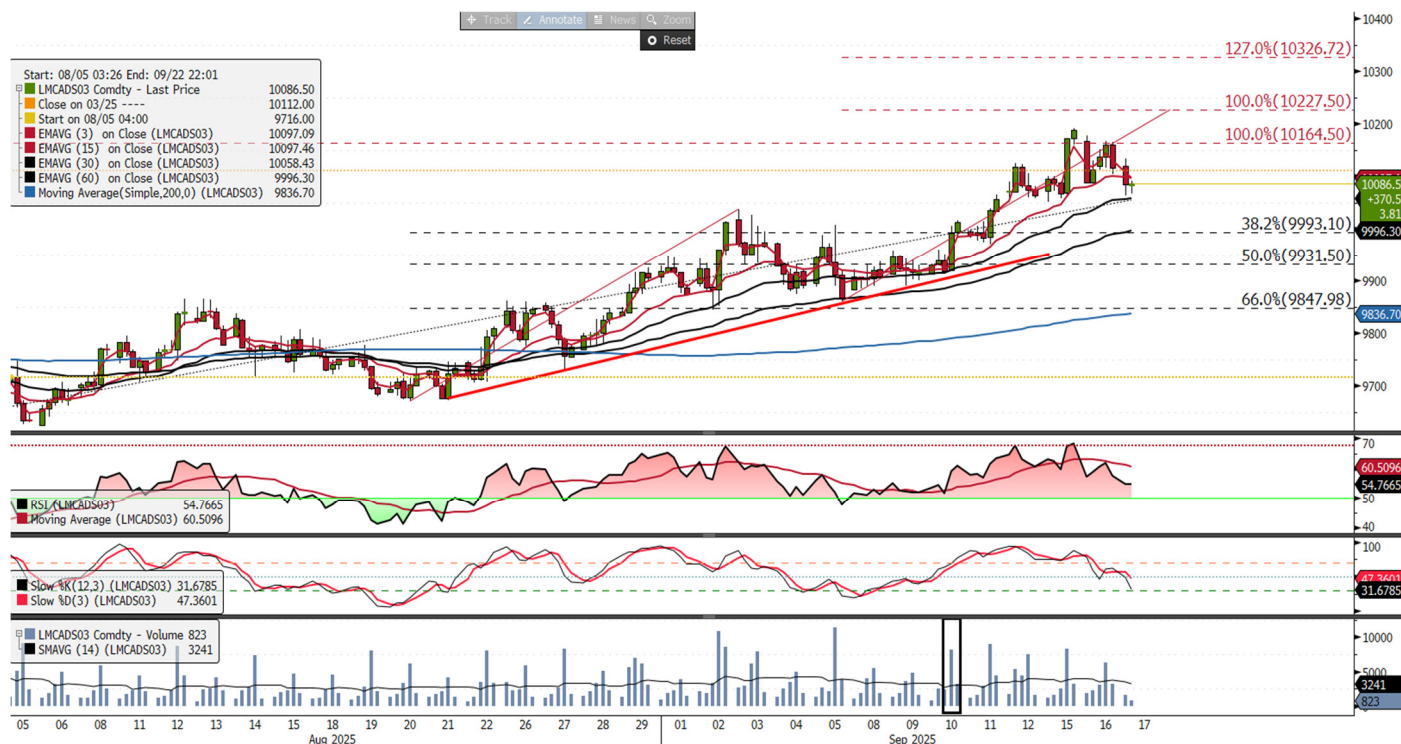 Track Annotate News Zoom
Reset
Start: 08/05 03:26 End: 09/22 22:01
LMCADS03 Comdty - Last Price 10086.50
Close on 03/25 ---- 10112.00
Start on 08/05 04:00 9716.00
EMAVG (3) on Close (LMCADS03) 10097.09
EMAVG (15) on Close (LMCADS03) 10097.46
EMAVG (30) on Close (LMCADS03) 10058.43
EMAVG (60) on Close (LMCADS03) 9996.30
Moving Average(Simple,200,0) (LMCADS03) 9836.70
127.0%(10326.72)
100.0%(10227.50)
100.0%(10164.50)
38.2%(9993.10)
50.0%(9931.50)
66.0%(9847.98)
10400
10300
10200
10086.5
+370.5
3.81
9996.30
9900
9836.70
9800
9700
RSI (LMCADS03) 54.7665
Moving Average (LMCADS03) 60.5096
70
60.5096
54.7665
50
40
Slow %K(12,3) (LMCADS03) 31.6785
Slow %D(3) (LMCADS03) 47.3601
100
47.3601
31.6785
LMCADS03 Comdty - Volume 823
SMAVG (14) (LMCADS03) 3241
10000
5000
3241
823
05 06 08 11 12 14 15 18 19 20 21 22 26 27 28 29 01 02 03 04 05 08 09 10 11 12 15 16 17
Aug 2025 Sep 2025